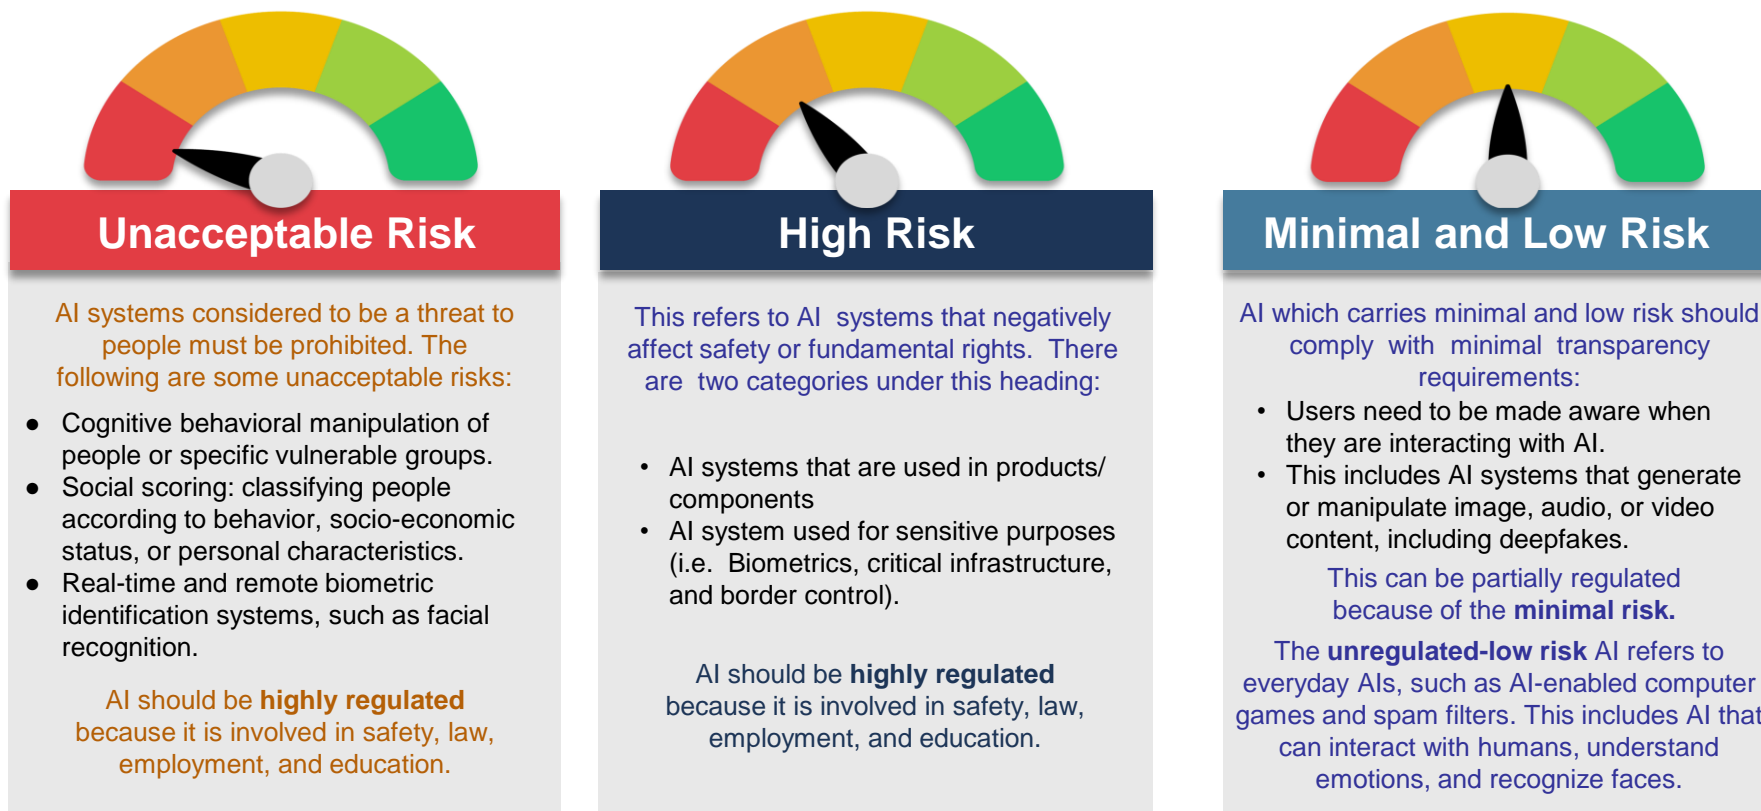 Unacceptable Risk
AI systems considered to be a threat to
people must be prohibited. The
following are some unacceptable risks:
● Cognitive behavioral manipulation of
people or specific vulnerable groups.
● Social scoring: classifying people
according to behavior, socio-economic
status, or personal characteristics.
● Real-time and remote biometric
identification systems, such as facial
recognition.
AI should be highly regulated
because it is involved in safety, law,
employment, and education.
High Risk
This refers to AI systems that negatively
affect safety or fundamental rights. There
are two categories under this heading:
• AI systems that are used in products/
components
• AI system used for sensitive purposes
(i.e. Biometrics, critical infrastructure,
and border control).
AI should be highly regulated
because it is involved in safety, law,
employment, and education.
Minimal and Low Risk
AI which carries minimal and low risk should
comply with minimal transparency
requirements:
• Users need to be made aware when
they are interacting with AI.
• This includes AI systems that generate
or manipulate image, audio, or video
content, including deepfakes.
This can be partially regulated
because of the minimal risk.
The unregulated-low risk AI refers to
everyday AIs, such as AI-enabled computer
games and spam filters. This includes AI that
can interact with humans, understand
emotions, and recognize faces.